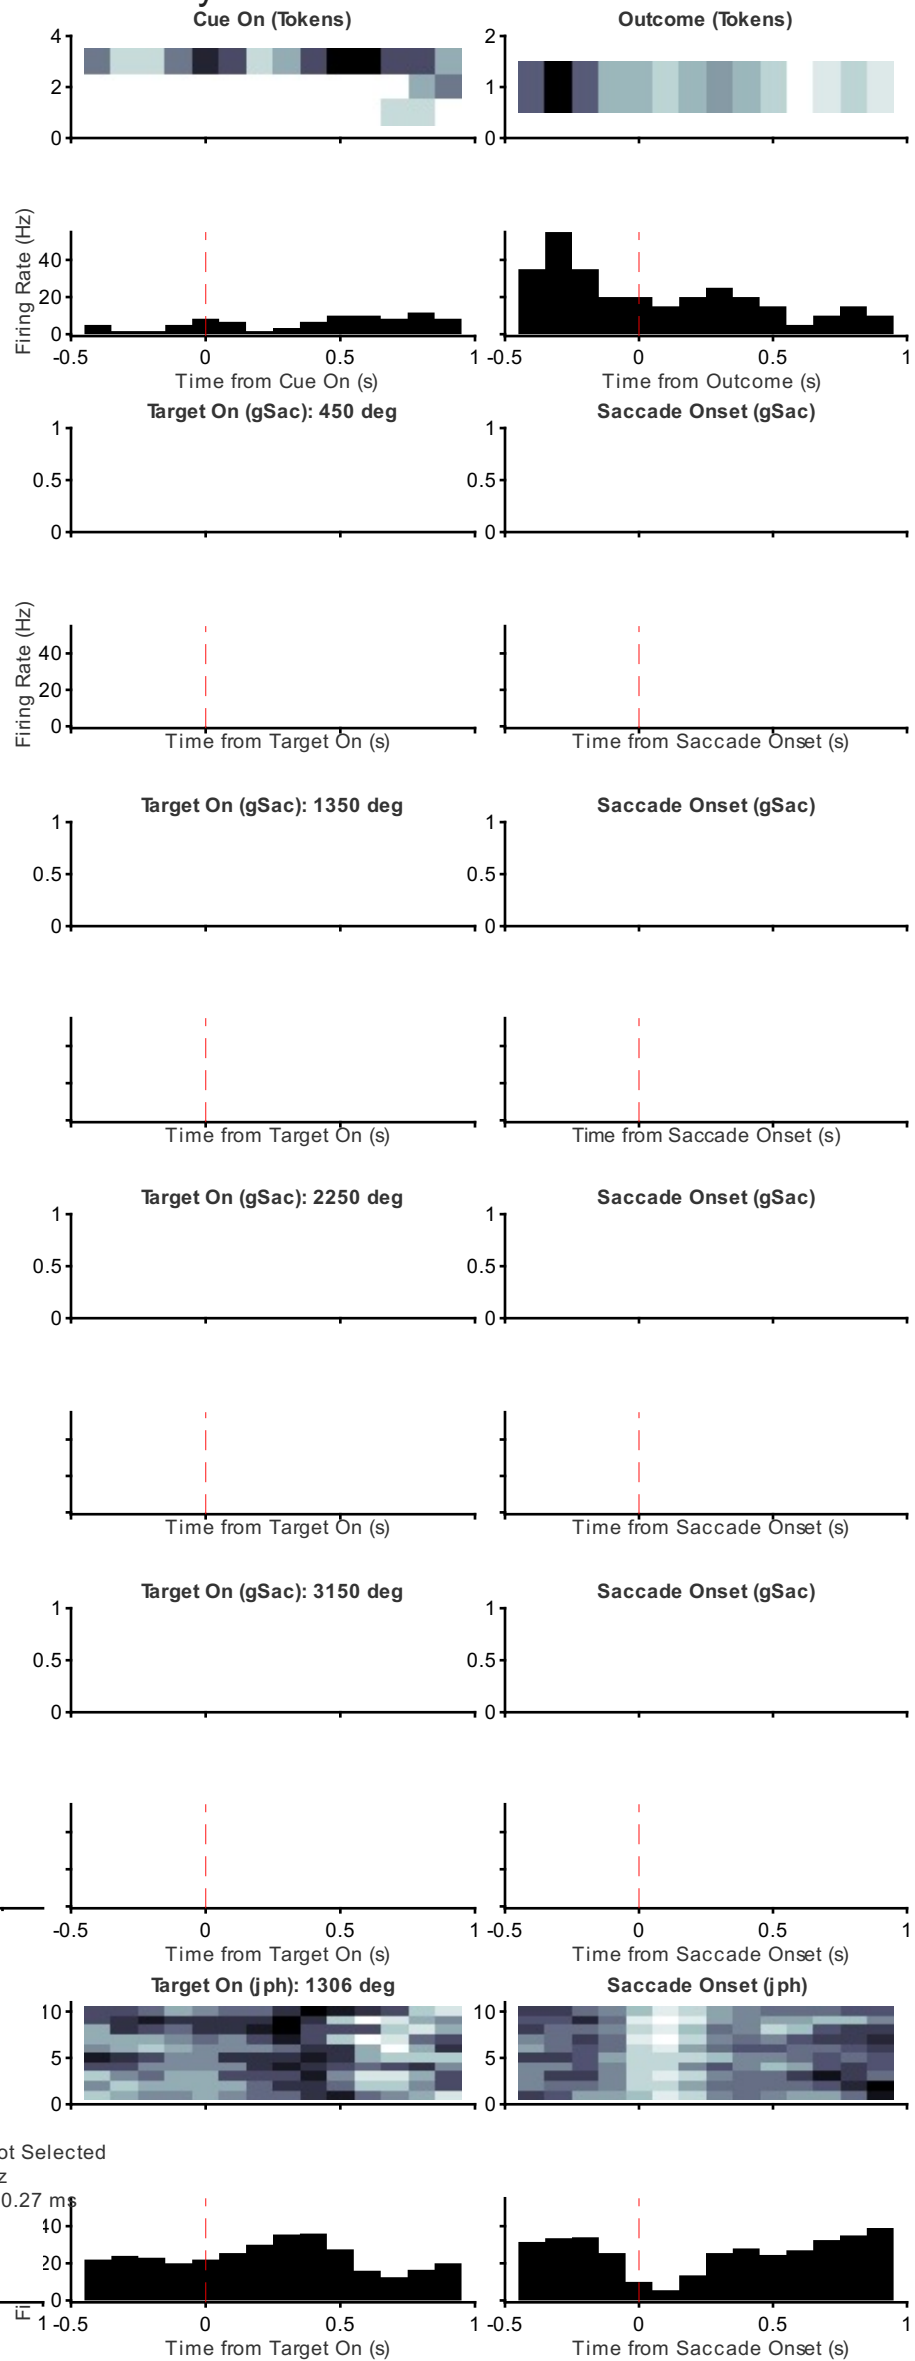 Cue On (Tokens) Outcome (Tokens)
4 2
2 1
0 0
Firing Rate (Hz)
40
20
0
-0.5 0 0.5 1 -0.5 0 0.5 1
Time from Cue On (s) Time from Outcome (s)
Target On (gSac): 450 deg Saccade Onset (gSac)
1 1
0.5 0.5
0 0
Firing Rate (Hz)
40
20
0
Time from Target On (s) Time from Saccade Onset (s)
Target On (gSac): 1350 deg Saccade Onset (gSac)
1 1
0.5 0.5
0 0
Time from Target On (s) Time from Saccade Onset (s)
Target On (gSac): 2250 deg Saccade Onset (gSac)
1 1
0.5 0.5
0 0
Time from Target On (s) Time from Saccade Onset (s)
Target On (gSac): 3150 deg Saccade Onset (gSac)
1 1
0.5 0.5
0 0
-0.5 0 0.5 1 -0.5 0 0.5 1
Time from Target On (s) Time from Saccade Onset (s)
Target On (jph): 1306 deg Saccade Onset (jph)
10 10
5 5
0 0
ot Selected
z
0.27 ms
40
20
0
Fi
1 -0.5 0 0.5 1 -0.5 0 0.5 1
Time from Target On (s) Time from Saccade Onset (s)